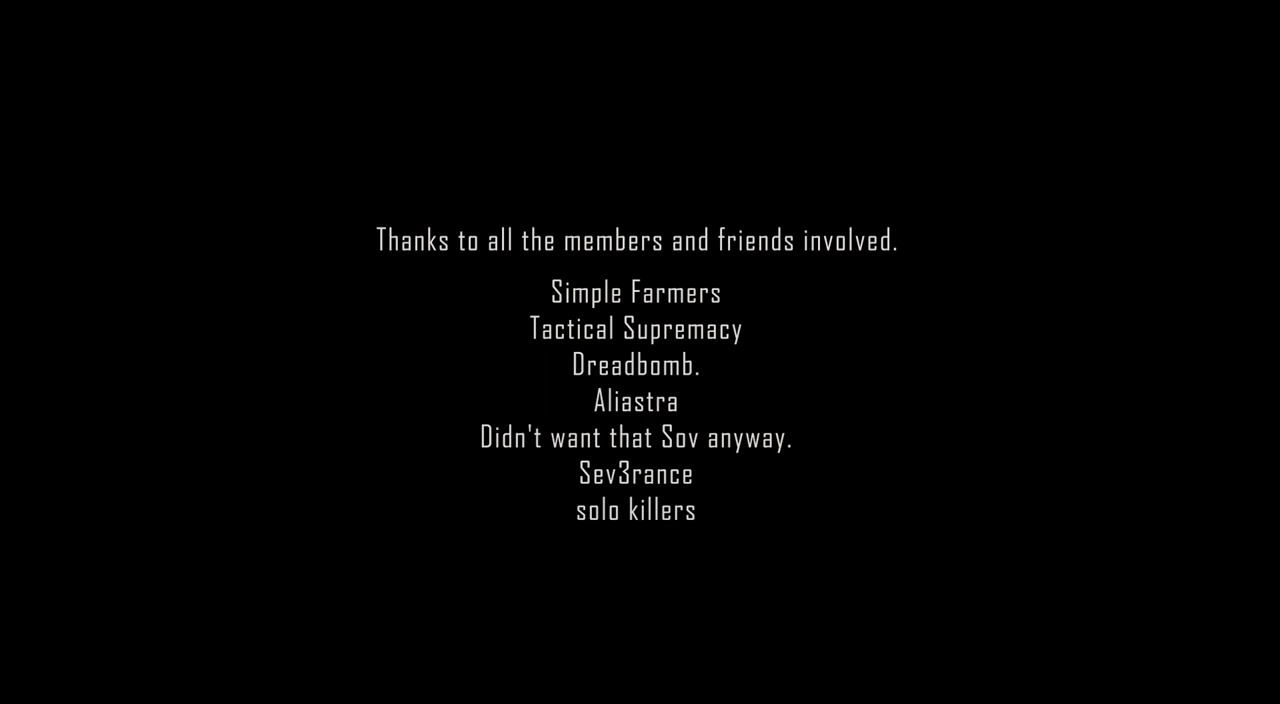 Thanks to all the members and friends involved.
Simple Farmers
Tactical Supremacy
Dreadbomb.
Aliastra
Didn't want that Sov anyway.
Sev3rance
solo killers